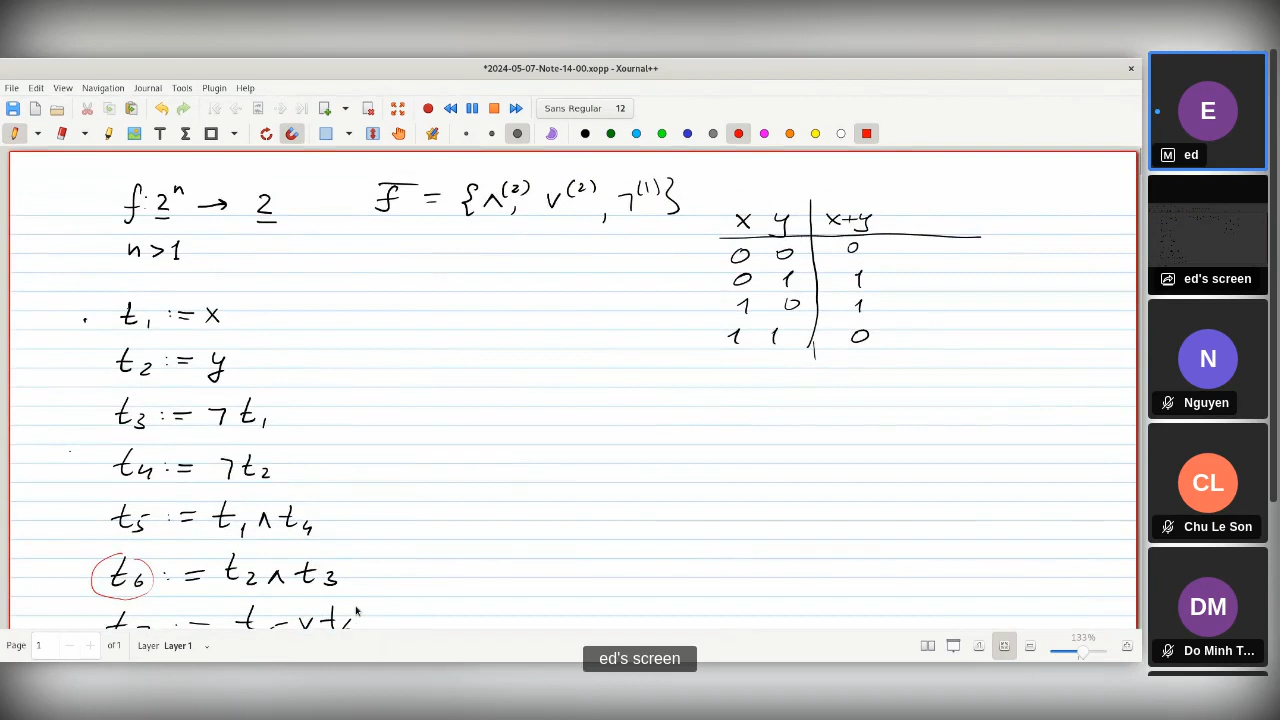 *2024-05-07-Note-14-00.xopp - Xournal++
×
File Edit View Navigation Journal Tools Plugin Help
Sans Regular 12
f: 2ⁿ → 2
F = {∧⁽²⁾, ∨⁽²⁾, ¬⁽¹⁾}
n > 1
x y x+y
0 0 0
0 1 1
1 0 1
1 1 0
t₁ := x
t₂ := y
t₃ := ¬ t₁
t₄ := ¬ t₂
t₅ := t₁ ∧ t₄
t₆ := t₂ ∧ t₃
Page 1 of 1 Layer Layer 1
133%
ed's screen
E
ed
ed's screen
N
Nguyen
CL
Chu Le Son
DM
Do Minh T...